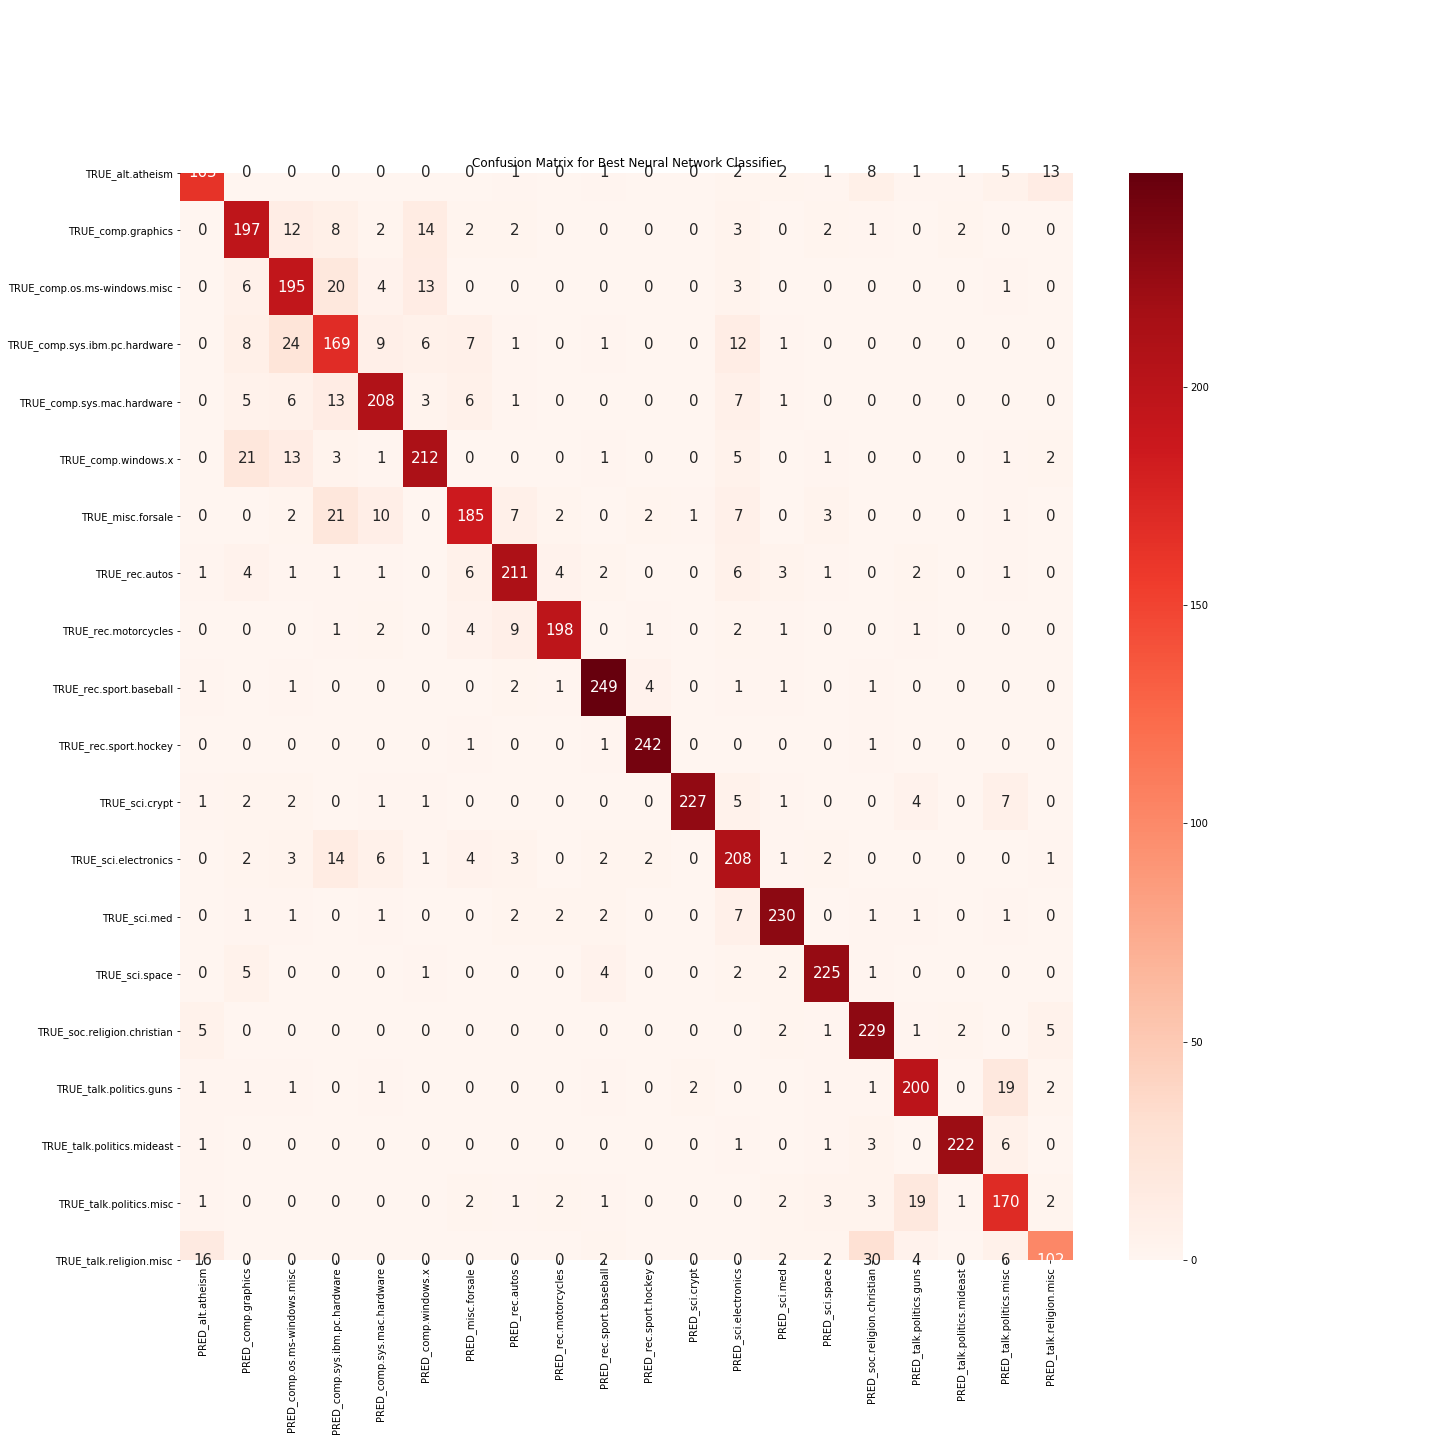 Confusion Matrix for Best Neural Network Classifier
TRUE_alt.atheism 0 0 0 0 0 0 1 0 1 0 0 2 2 1 8 1 1 5 13
TRUE_comp.graphics 0 197 12 8 2 14 2 2 0 0 0 0 3 0 2 1 0 2 0 0
TRUE_comp.os.ms-windows.misc 0 6 195 20 4 13 0 0 0 0 0 0 3 0 0 0 0 0 1 0
TRUE_comp.sys.ibm.pc.hardware 0 8 24 169 9 6 7 1 0 1 0 0 12 1 0 0 0 0 0 0
TRUE_comp.sys.mac.hardware 0 5 6 13 208 3 6 1 0 0 0 0 7 1 0 0 0 0 0 0
TRUE_comp.windows.x 0 21 13 3 1 212 0 0 0 1 0 0 5 0 1 0 0 0 1 2
TRUE_misc.forsale 0 0 2 21 10 0 185 7 2 0 2 1 7 0 3 0 0 0 1 0
TRUE_rec.autos 1 4 1 1 1 0 6 211 4 2 0 0 6 3 1 0 2 0 1 0
TRUE_rec.motorcycles 0 0 0 1 2 0 4 9 198 0 1 0 2 1 0 0 1 0 0 0
TRUE_rec.sport.baseball 1 0 1 0 0 0 0 2 1 249 4 0 1 1 0 1 0 0 0 0
TRUE_rec.sport.hockey 0 0 0 0 0 0 1 0 0 1 242 0 0 0 0 1 0 0 0 0
TRUE_sci.crypt 1 2 2 0 1 1 0 0 0 0 0 227 5 1 0 0 4 0 7 0
TRUE_sci.electronics 0 2 3 14 6 1 4 3 0 2 2 0 208 1 2 0 0 0 0 1
TRUE_sci.med 0 1 1 0 1 0 0 2 2 2 0 0 7 230 0 1 1 0 1 0
TRUE_sci.space 0 5 0 0 0 1 0 0 0 4 0 0 2 2 225 1 0 0 0 0
TRUE_soc.religion.christian 5 0 0 0 0 0 0 0 0 0 0 0 0 2 1 229 1 2 0 5
TRUE_talk.politics.guns 1 1 1 0 1 0 0 0 0 1 0 2 0 0 1 1 200 0 19 2
TRUE_talk.politics.mideast 1 0 0 0 0 0 0 0 0 0 0 0 1 0 1 3 0 222 6 0
TRUE_talk.politics.misc 1 0 0 0 0 0 2 1 2 1 0 0 0 2 3 3 19 1 170 2
TRUE_talk.religion.misc 16 0 0 0 0 0 0 0 0 2 0 0 0 2 2 30 4 0 6 102
PRED_alt.atheism
PRED_comp.graphics
PRED_comp.os.ms-windows.misc
PRED_comp.sys.ibm.pc.hardware
PRED_comp.sys.mac.hardware
PRED_comp.windows.x
PRED_misc.forsale
PRED_rec.autos
PRED_rec.motorcycles
PRED_rec.sport.baseball
PRED_rec.sport.hockey
PRED_sci.crypt
PRED_sci.electronics
PRED_sci.med
PRED_sci.space
PRED_soc.religion.christian
PRED_talk.politics.guns
PRED_talk.politics.mideast
PRED_talk.politics.misc
PRED_talk.religion.misc
200
150
100
50
0